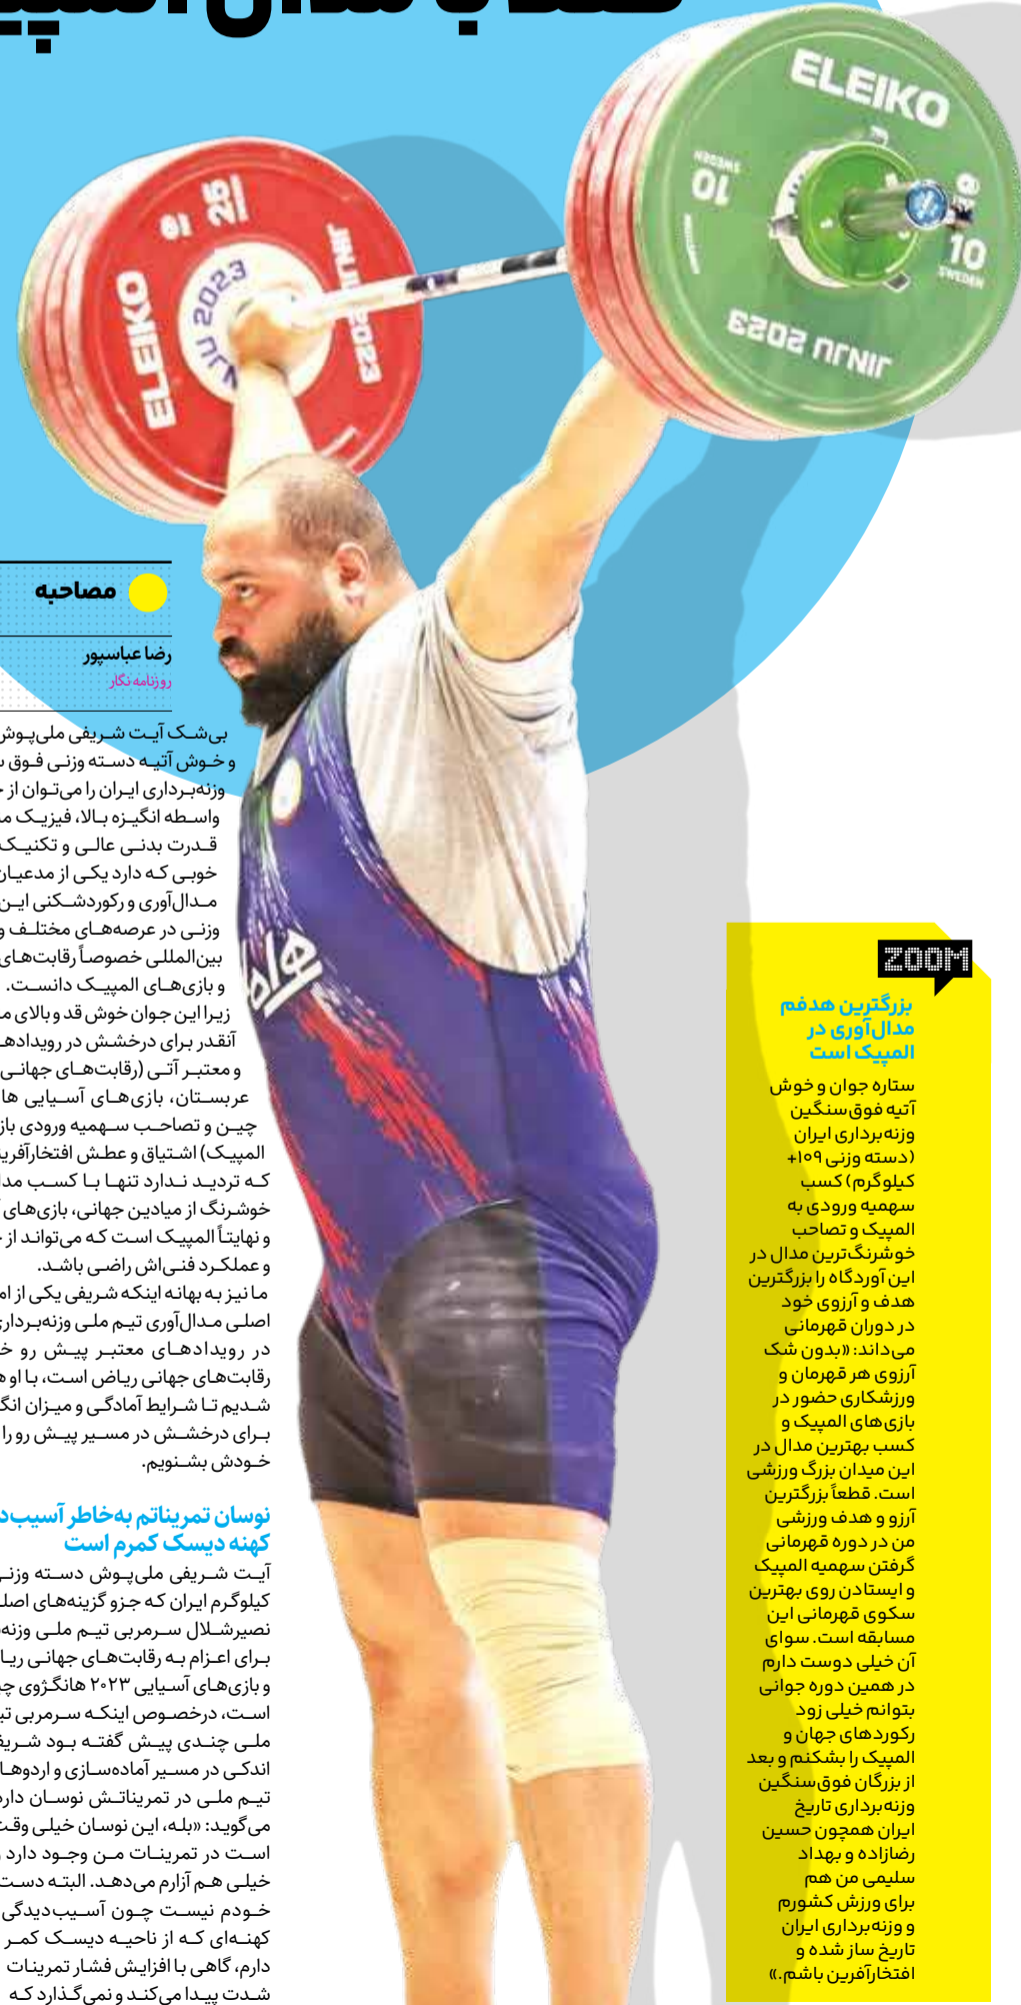 ELEIKO
SWEDEN
10
10
SWEDEN
JINJU 2023
25
ELEIKO
JINJU 2023
2023
همراه
مصاحبه
رضا عباسپور
روزنامه نگار
بی‌شک آیت شریفی ملی‌پوش
و خوش آتیه دسته وزنی فوق
وزنه‌برداری ایران را می‌توان از
واسطه انگیزه بالا، فیزیک
قدرت بدنی عالی و تکنیک
خوبی که دارد یکی از مدعیان
مدال‌آوری و رکوردشکنی این
وزنی در عرصه‌های مختلف و
بین‌المللی خصوصاً رقابت‌های
و بازی‌های المپیک دانست.
زیرا این جوان خوش قد و بالای
آنقدر برای درخشش در
و معتبر آتی (رقابت‌های جهانی
عربستان، بازی‌های آسیایی
چین و تصاحب سهمیه ورودی
المپیک) اشتیاق و عطش
که تردید ندارد تنها با کسب
خوشرنگ از میادین جهانی، بازی‌های
و نهایتاً المپیک است که می‌تواند از
و عملکرد فنی‌اش راضی باشد.
ما نیز به بهانه اینکه شریفی یکی از
اصلی مدال‌آوری تیم ملی
در رویدادهای معتبر پیش رو
رقابت‌های جهانی ریاض است، با او
شدیم تا شرایط آمادگی و میزان
برای درخشش در مسیر پیش رو را
خودش بشنویم.
نوسان تمریناتم به‌خاطر
کهنه دیسک کمرم است
آیت شریفی ملی‌پوش دسته وزنی
کیلوگرم ایران که جزو گزینه‌های
نصیرشلال سرمربی تیم ملی
برای اعزام به رقابت‌های جهانی
و بازی‌های آسیایی ۲۰۲۳ هانگژوی
است، درخصوص اینکه سرمربی
ملی چندی پیش گفته بود
اندکی در مسیر آماده‌سازی و
تیم ملی در تمریناتش نوسان
می‌گوید: «بله، این نوسان خیلی
است در تمرینات من وجود دارد
خیلی هم آزارم می‌دهد. البته دست
خودم نیست چون آسیب‌دیدگی
کهنه‌ای که از ناحیه دیسک کمر
دارم، گاهی با افزایش فشار تمرینات
شدت پیدا می‌کند و نمی‌گذارد که
ZOOM
بزرگترین هدفم
مدال‌آوری در
المپیک است
ستاره جوان و خوش
آتیه فوق‌سنگین
وزنه‌برداری ایران
(دسته وزنی ۱۰۹+
کیلوگرم) کسب
سهمیه ورودی به
المپیک و تصاحب
خوشرنگ‌ترین مدال در
این آوردگاه را بزرگترین
هدف و آرزوی خود
در دوران قهرمانی
می‌داند: «بدون شک
آرزوی هر قهرمان و
ورزشکاری حضور در
بازی‌های المپیک و
کسب بهترین مدال در
این میدان بزرگ ورزشی
است. قطعاً بزرگترین
آرزو و هدف ورزشی
من در دوره قهرمانی
گرفتن سهمیه المپیک
و ایستادن روی بهترین
سکوی قهرمانی این
مسابقه است. سوای
آن خیلی دوست دارم
در همین دوره جوانی
بتوانم خیلی زود
رکوردهای جهان و
المپیک را بشکنم و بعد
از بزرگان فوق‌سنگین
وزنه‌برداری تاریخ
ایران همچون حسین
رضازاده و بهداد
سلیمی من هم
برای ورزش کشورم
و وزنه‌برداری ایران
تاریخ ساز شده و
افتخارآفرین باشم.»